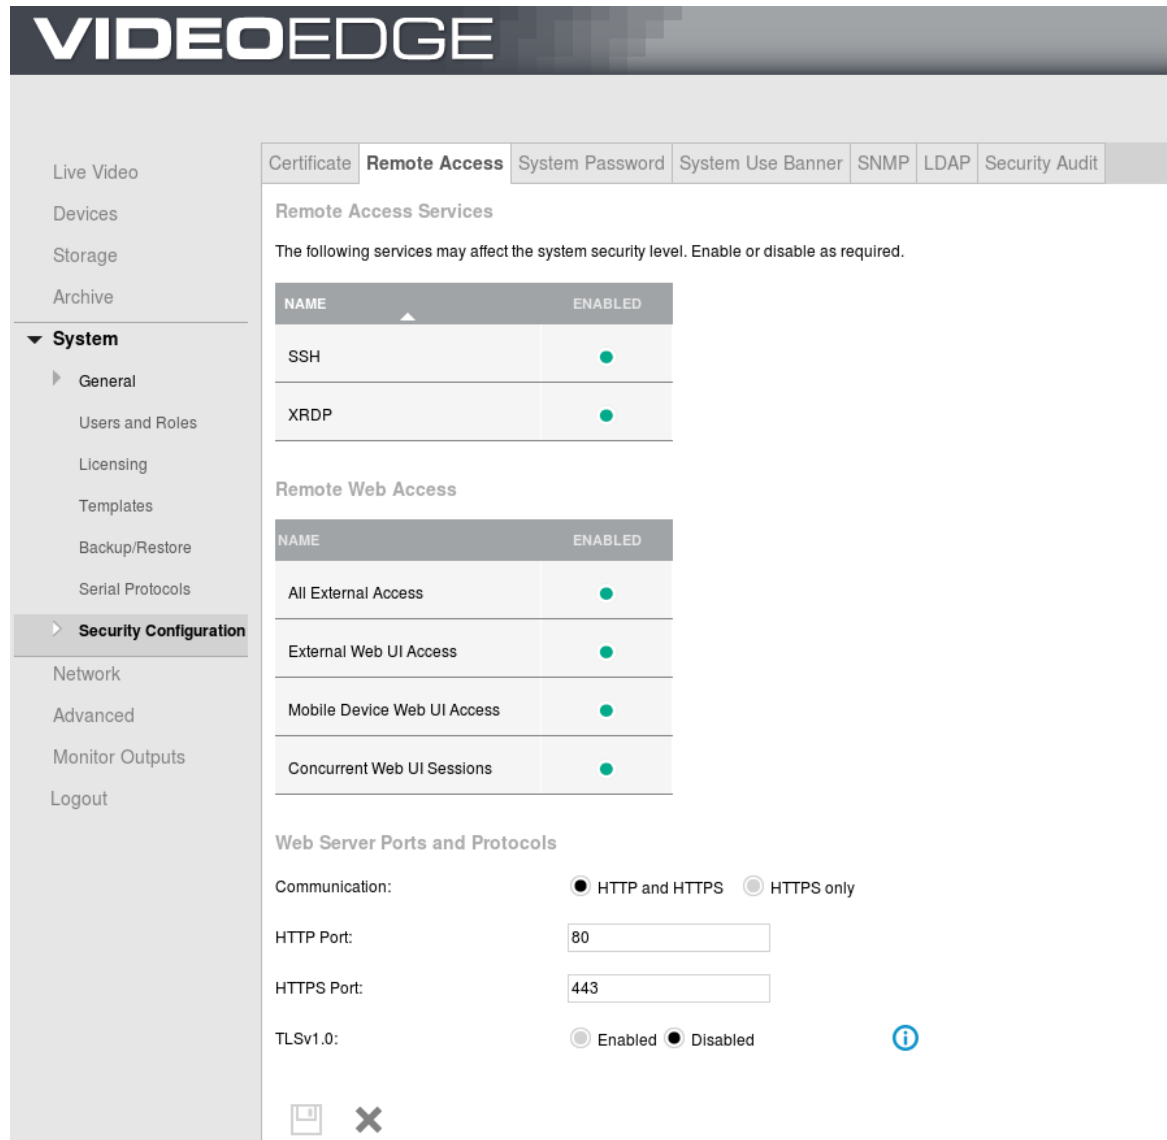 VIDEOEDGE
Certificate Remote Access System Password System Use Banner SNMP LDAP Security Audit
Live Video
Devices
Storage
Archive
System
General
Users and Roles
Licensing
Templates
Backup/Restore
Serial Protocols
Security Configuration
Network
Advanced
Monitor Outputs
Logout
Remote Access Services
The following services may affect the system security level. Enable or disable as required.
NAME ENABLED
SSH
XRDP
Remote Web Access
NAME ENABLED
All External Access
External Web UI Access
Mobile Device Web UI Access
Concurrent Web UI Sessions
Web Server Ports and Protocols
Communication: HTTP and HTTPS HTTPS only
HTTP Port: 80
HTTPS Port: 443
TLSv1.0: Enabled Disabled